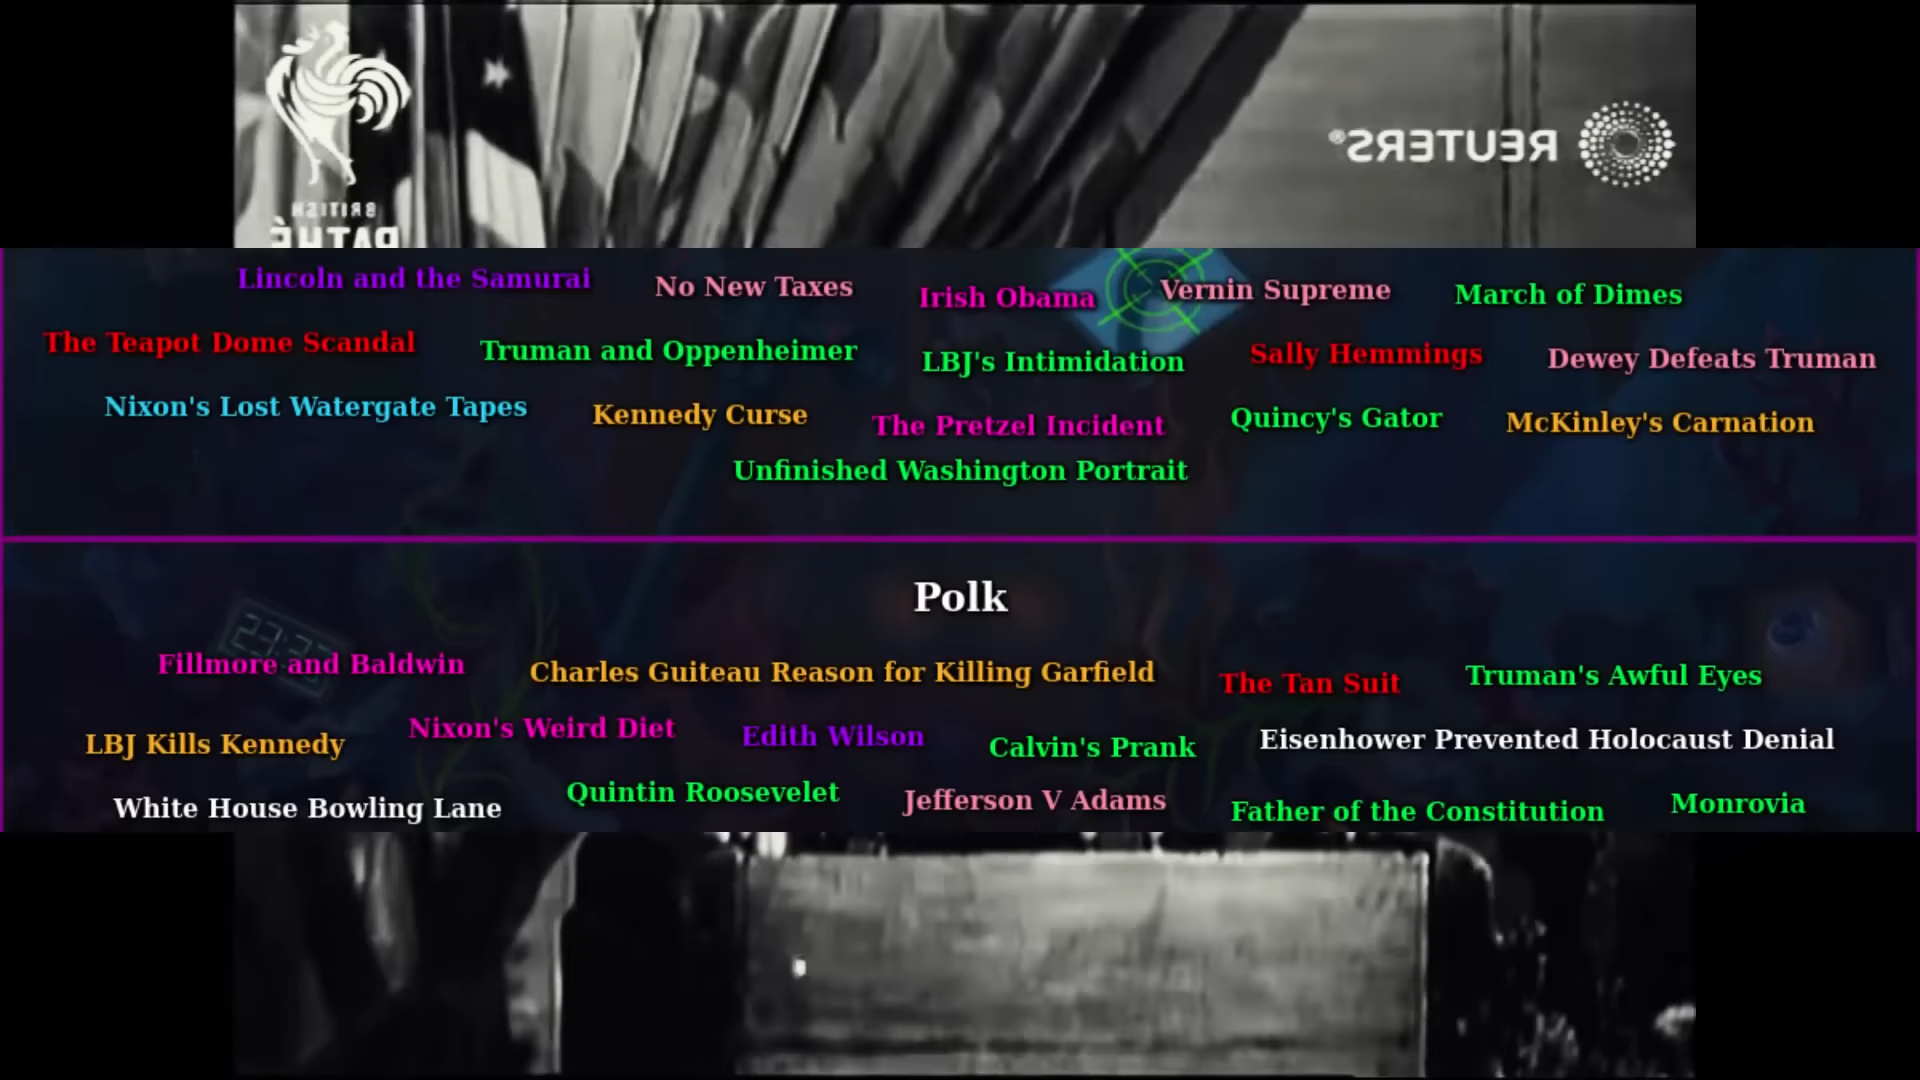 BRITISH
PATHÉ
REUTERS®
Lincoln and the Samurai
No New Taxes
Irish Obama
Vernin Supreme
March of Dimes
The Teapot Dome Scandal
Truman and Oppenheimer
LBJ's Intimidation
Sally Hemmings
Dewey Defeats Truman
Nixon's Lost Watergate Tapes
Kennedy Curse
The Pretzel Incident
Quincy's Gator
McKinley's Carnation
Unfinished Washington Portrait
Polk
23:23
Fillmore and Baldwin
Charles Guiteau Reason for Killing Garfield
The Tan Suit
Truman's Awful Eyes
LBJ Kills Kennedy
Nixon's Weird Diet
Edith Wilson
Calvin's Prank
Eisenhower Prevented Holocaust Denial
White House Bowling Lane
Quintin Roosevelet
Jefferson V Adams
Father of the Constitution
Monrovia